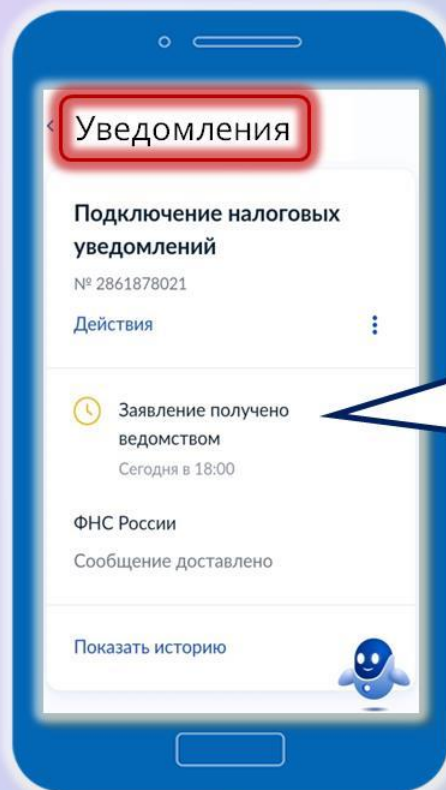 Уведомления
Подключение налоговых
уведомлений
№ 2861878021
Действия
Заявление получено
ведомством
Сегодня в 18:00
ФНС России
Сообщение доставлено
Показать историю